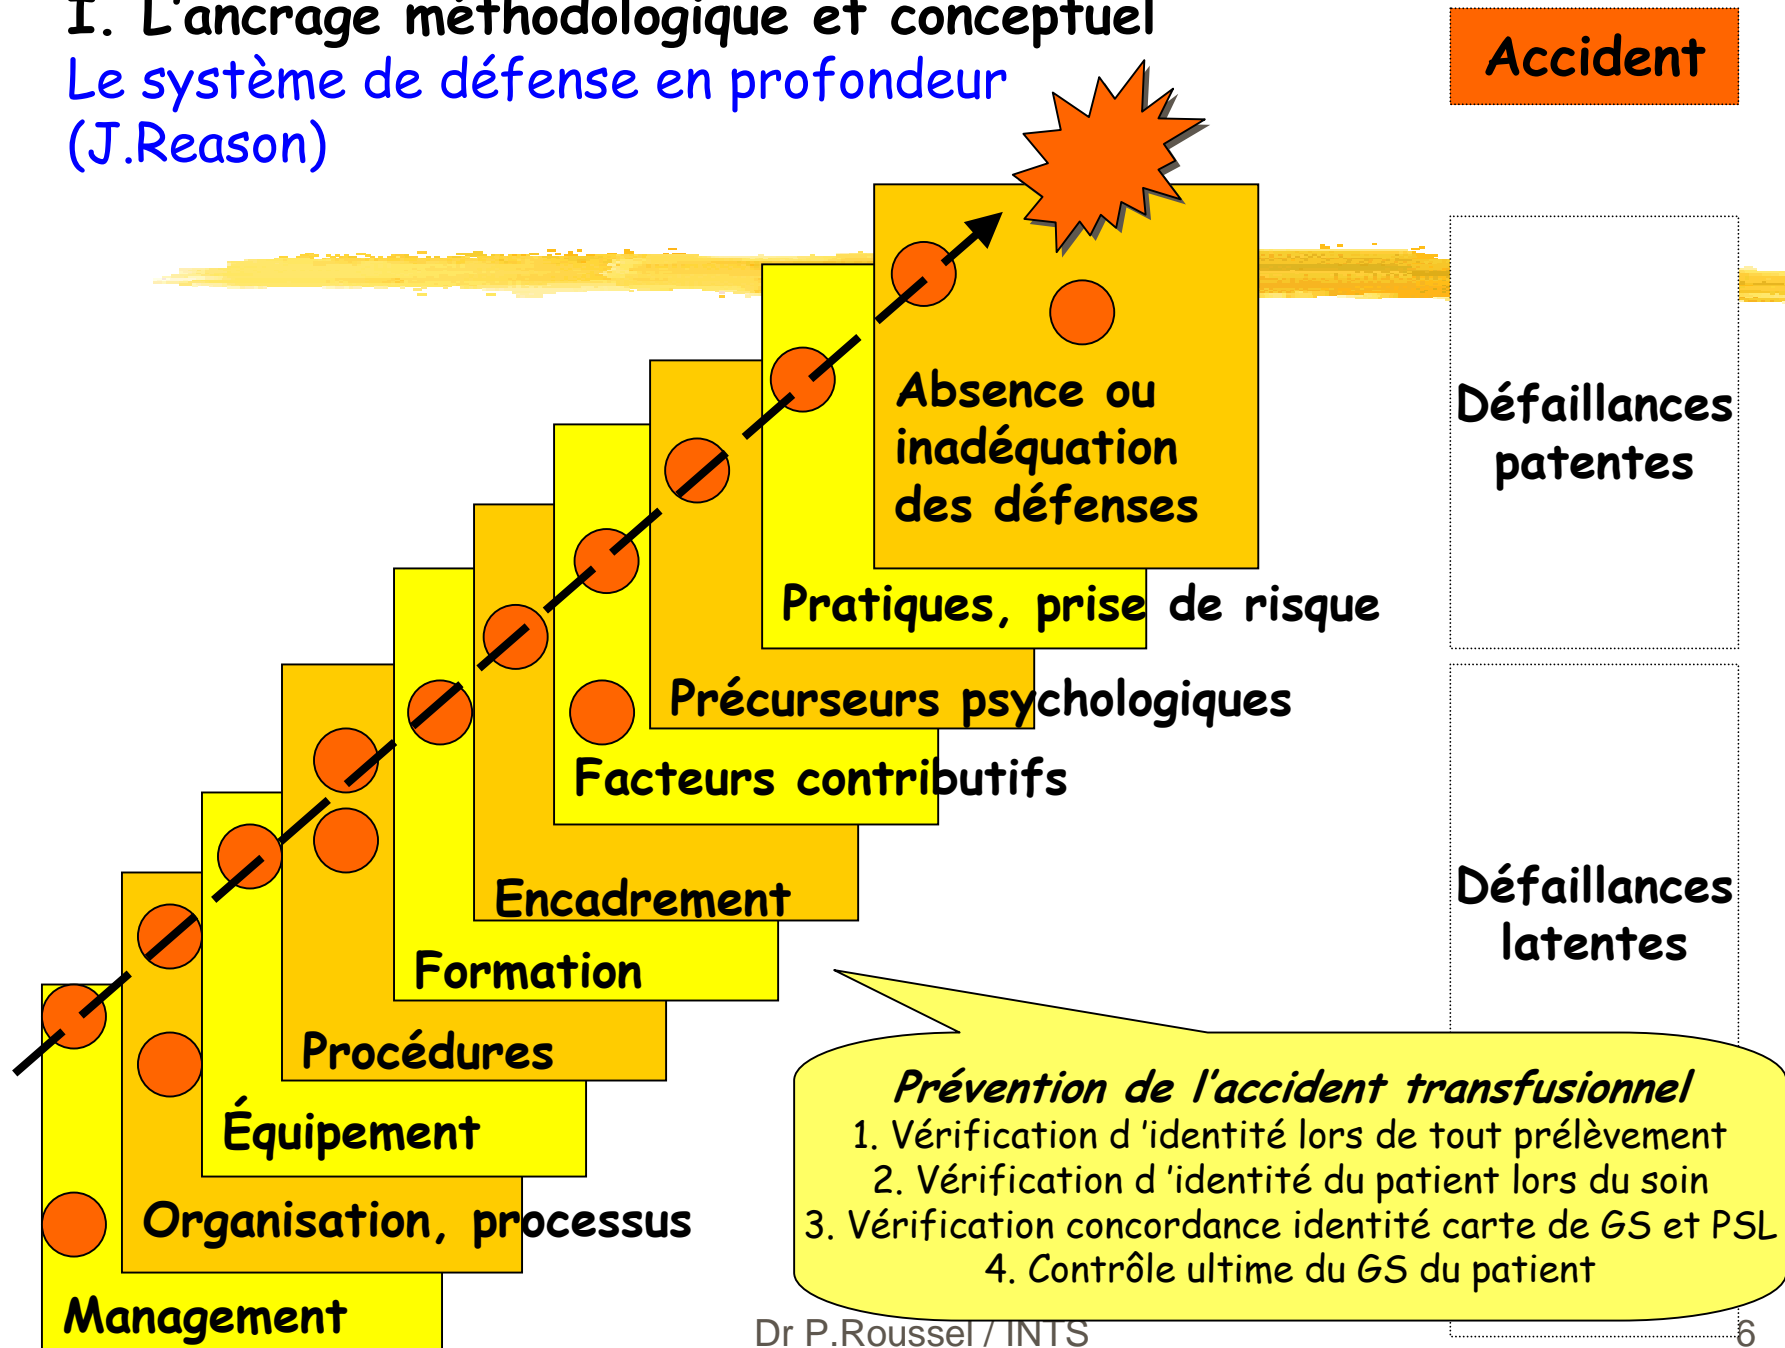 I. L'ancrage méthodologique et conceptuel
Le système de défense en profondeur
(J.Reason)
Accident
Absence ou
inadéquation
des défenses
Défaillances
patentes
Pratiques, prise de risque
Précurseurs psychologiques
Facteurs contributifs
Encadrement
Défaillances
latentes
Formation
Procédures
Équipement
Organisation, processus
Management
Prévention de l'accident transfusionnel
1. Vérification d 'identité lors de tout prélèvement
2. Vérification d 'identité du patient lors du soin
3. Vérification concordance identité carte de GS et PSL
4. Contrôle ultime du GS du patient
Dr P.Roussel / INTS
6